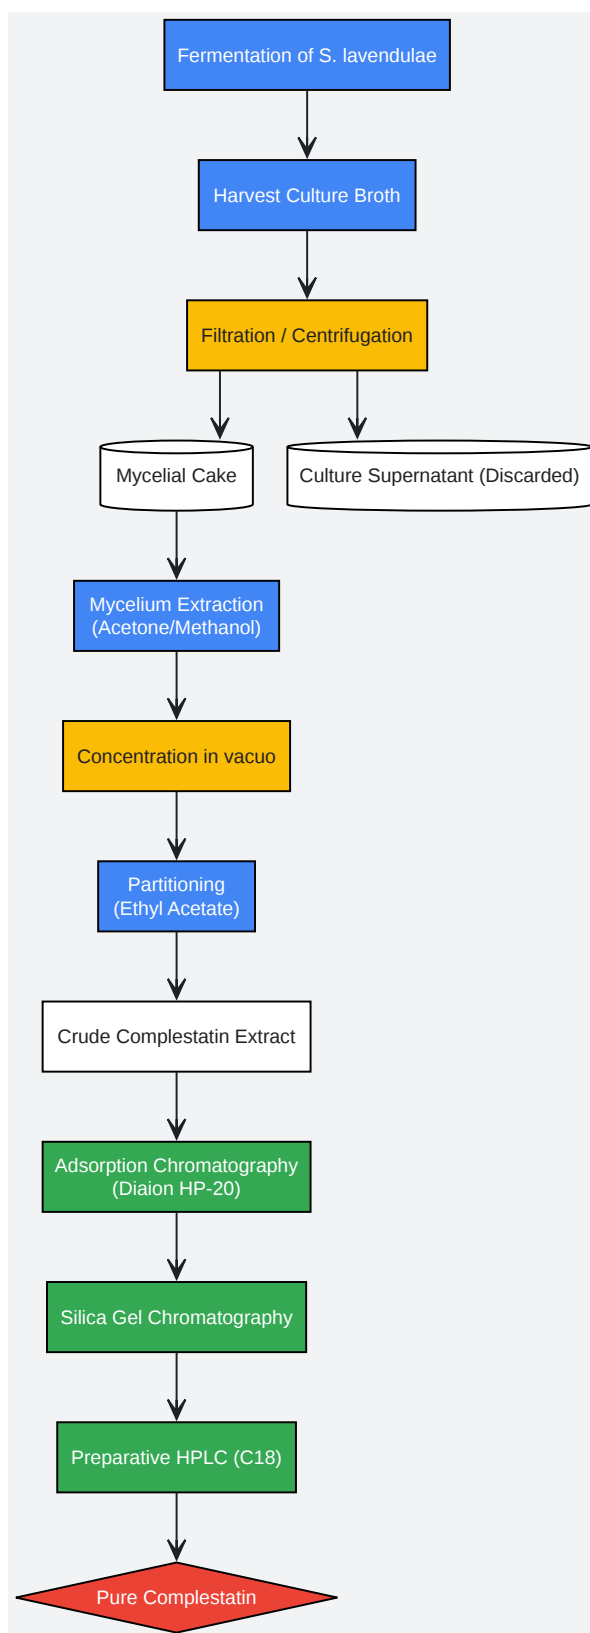 Fermentation of S. lavendulae
Harvest Culture Broth
Filtration / Centrifugation
Mycelial Cake
Culture Supernatant (Discarded)
Mycelium Extraction
(Acetone/Methanol)
Concentration in vacuo
Partitioning
(Ethyl Acetate)
Crude Complestatin Extract
Adsorption Chromatography
(Diaion HP-20)
Silica Gel Chromatography
Preparative HPLC (C18)
Pure Complestatin